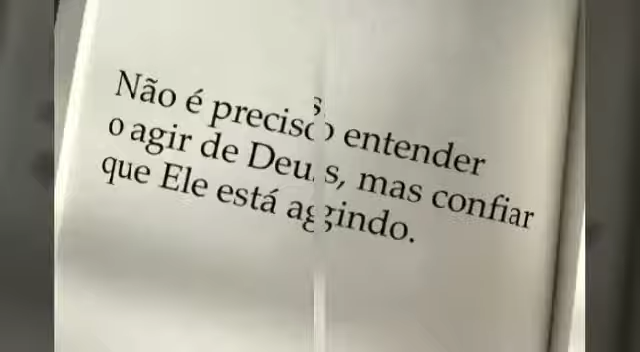 Não é preciso entender
o agir de Deus, mas confiar
que Ele está agindo.